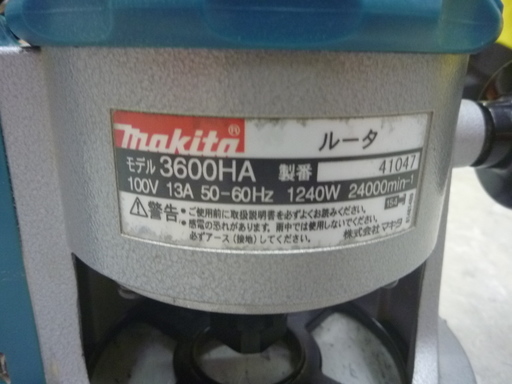 makita® ルータ
モデル 3600HA 製番 41047
100V 13A 50-60Hz 1240W 24000min⁻¹
⚠警告 ●ご使用前に取扱説明書を必ずよくお読みください。
●感電の恐れがあります。雨中では使用しないでください。
必ずアース(接地)してください。 株式会社マキタ